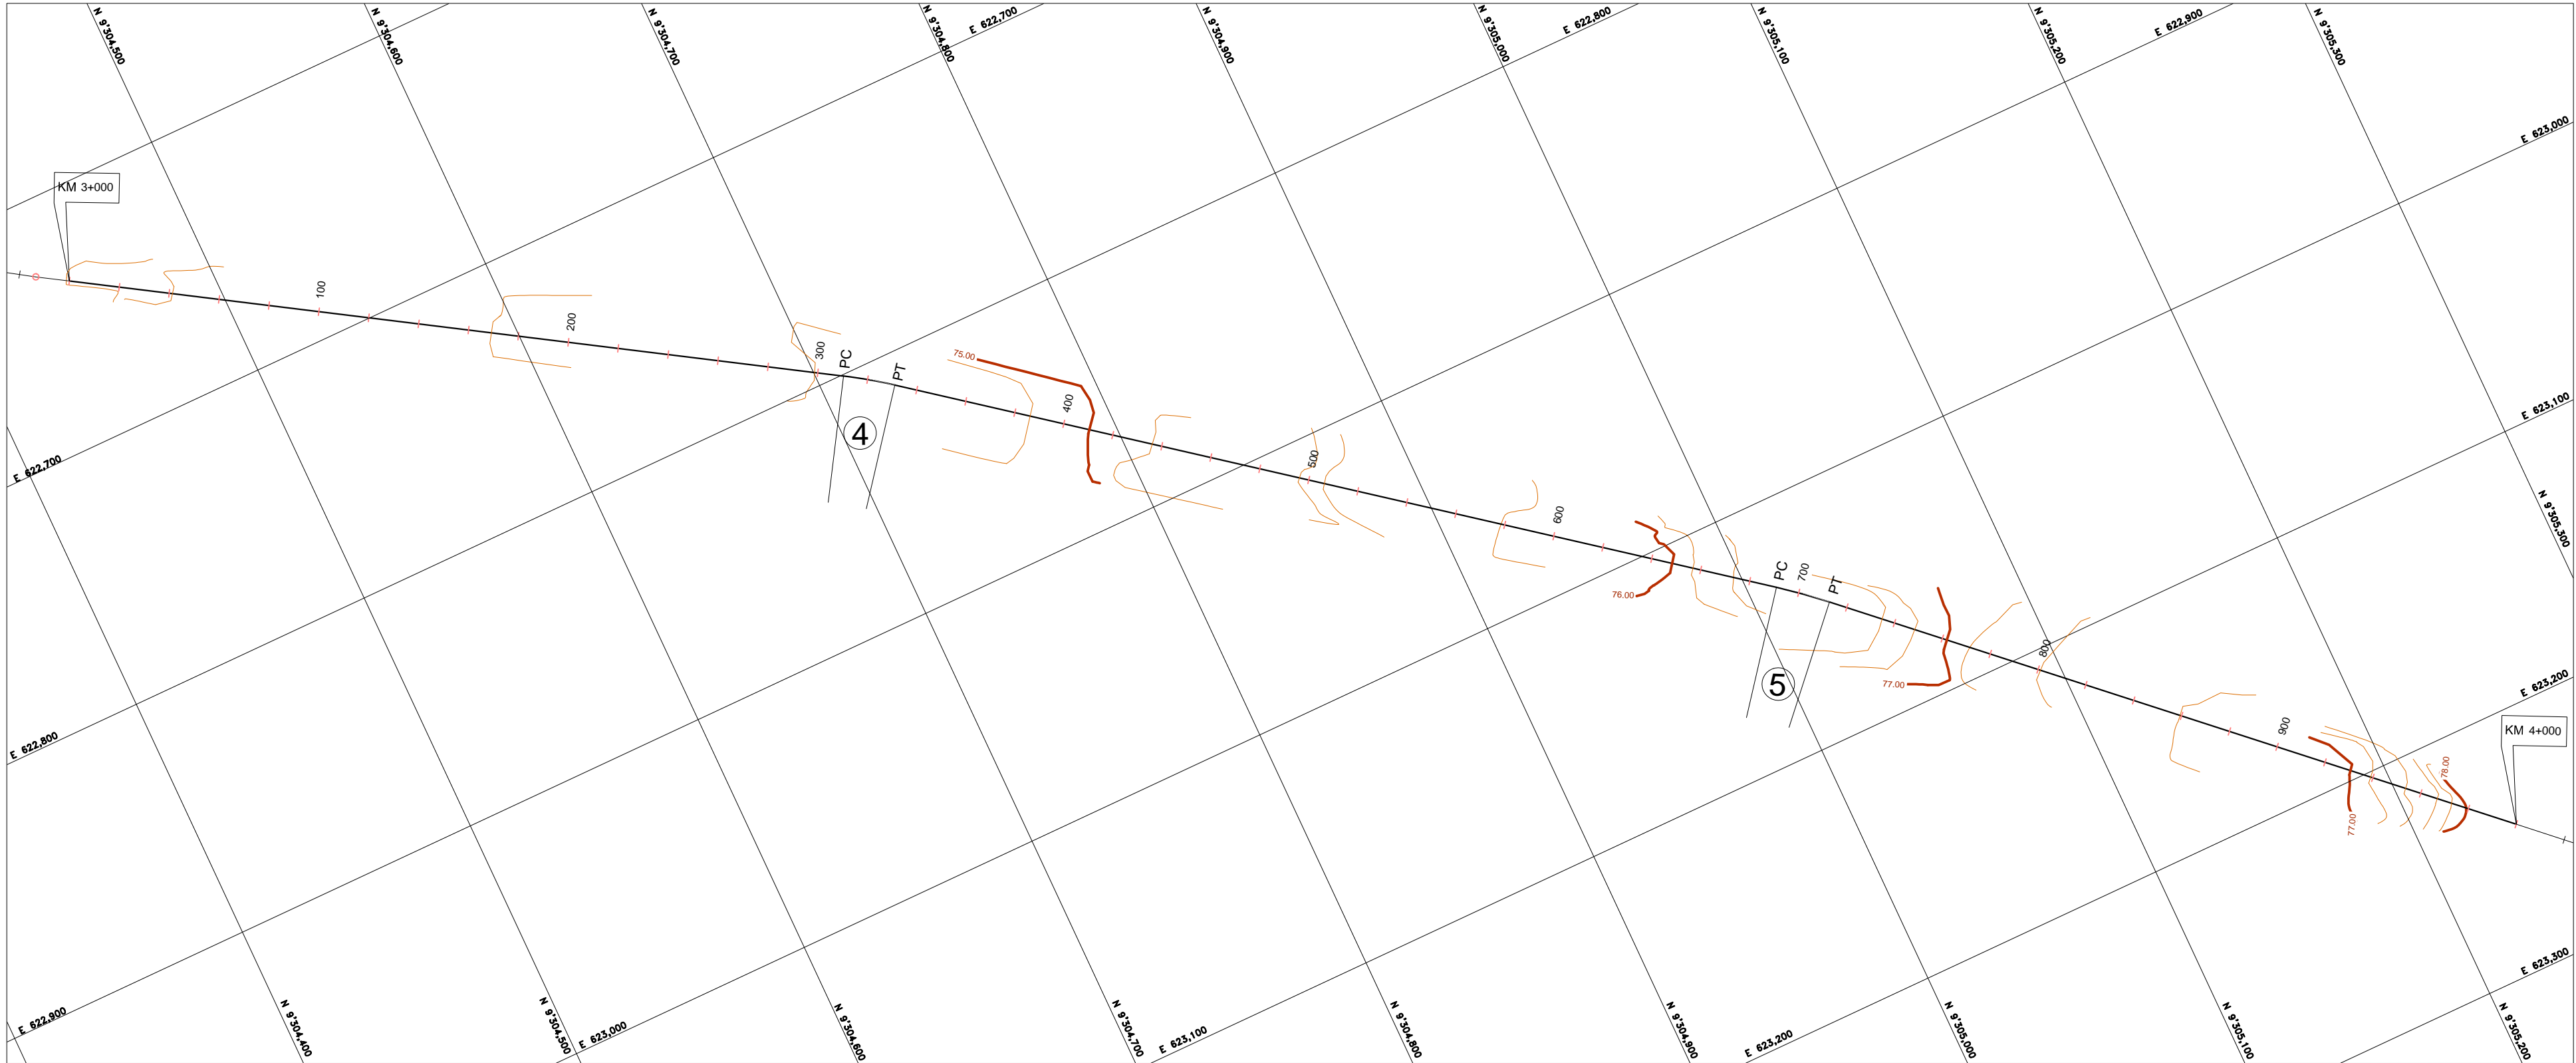 N 9'304,500
N 9'304,600
N 9'304,700
N 9'304,800
E 622,700
N 9'304,900
N 9'305,000
E 622,800
N 9'305,100
N 9'305,200
E 622,900
N 9'305,300
E 623,000
KM 3+000
100
200
300
PC
PT
4
75.00
400
500
600
76.00
PC
700
PT
5
77.00
800
900
77.00
78.00
KM 4+000
E 623,100
N 9'305,300
E 623,200
E 622,700
E 622,800
E 622,900
N 9'304,400
N 9'304,500
E 623,000
N 9'304,600
N 9'304,700
E 623,100
N 9'304,800
N 9'304,900
E 623,200
N 9'305,000
N 9'305,100
N 9'305,200
E 623,300